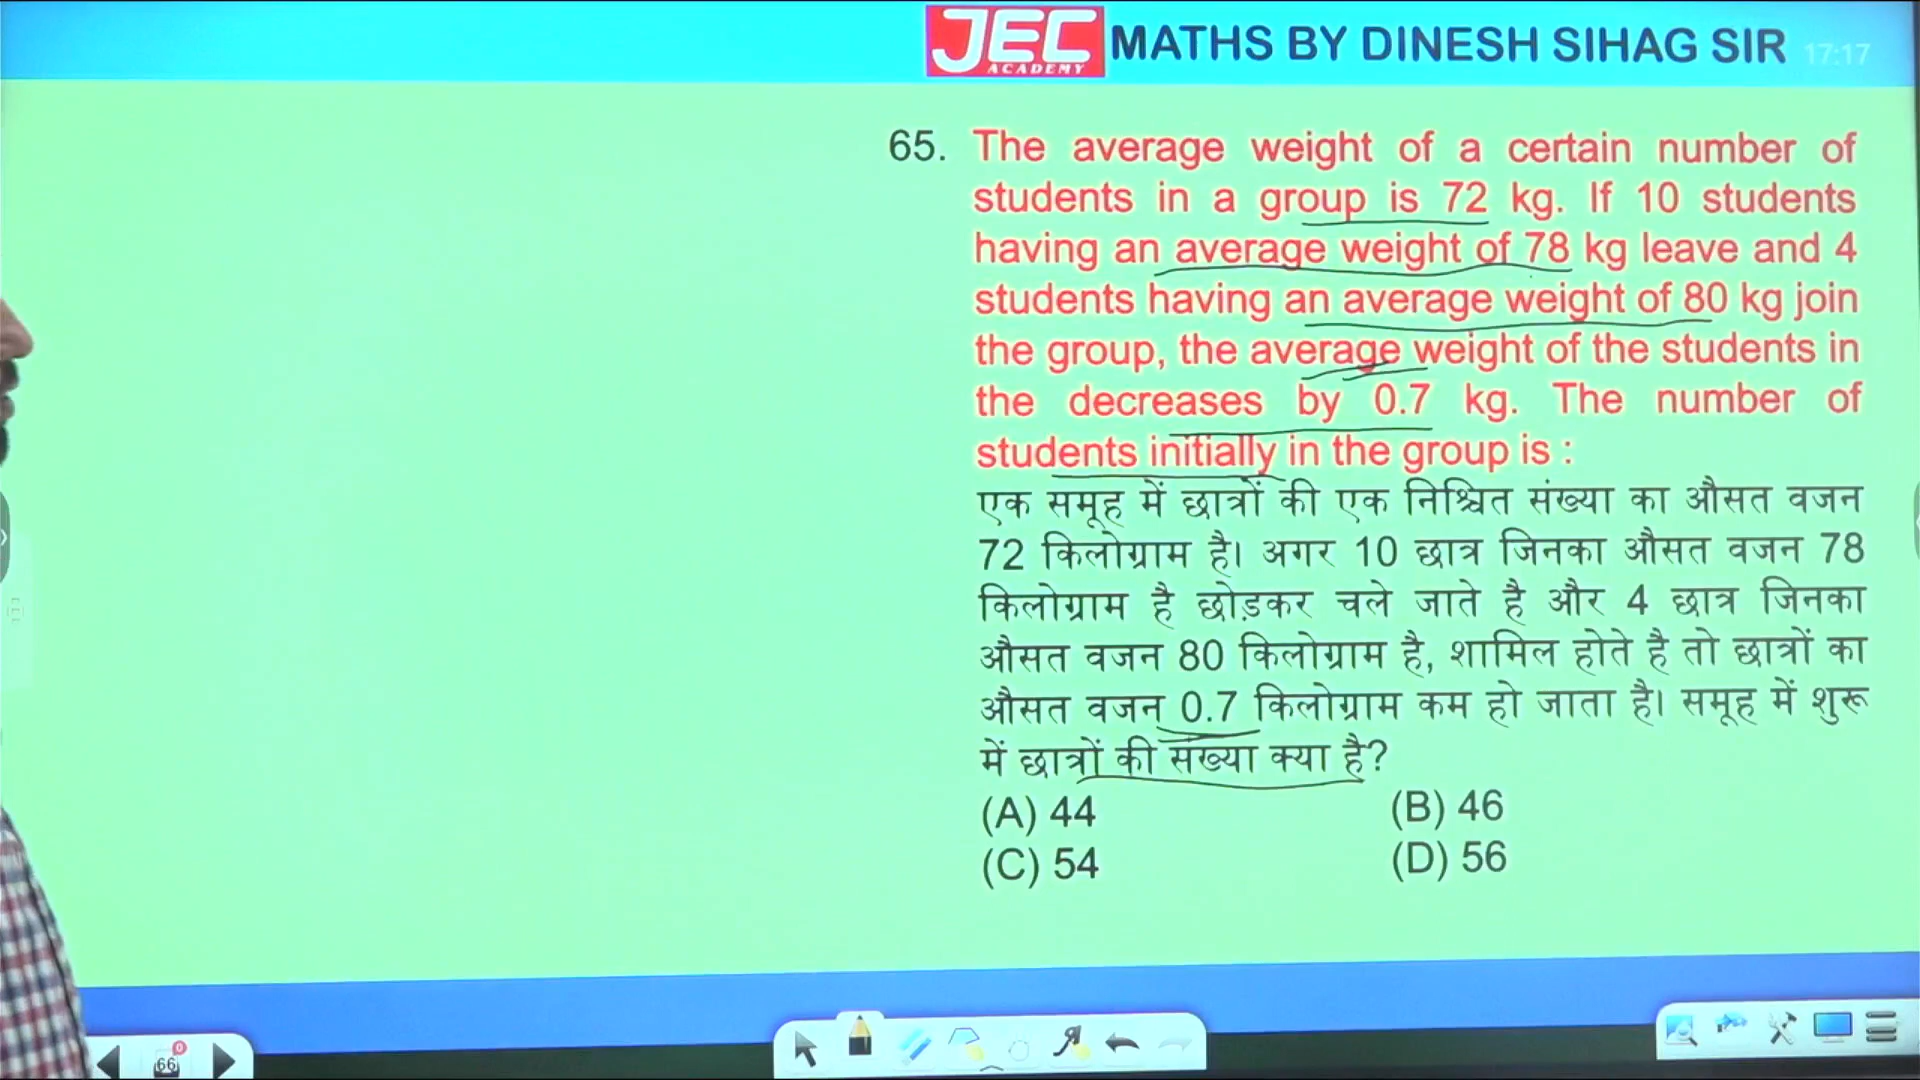 JEC ACADEMY MATHS BY DINESH SIHAG SIR 17:17
65. The average weight of a certain number of
students in a group is 72 kg. If 10 students
having an average weight of 78 kg leave and 4
students having an average weight of 80 kg join
the group, the average weight of the students in
the decreases by 0.7 kg. The number of
students initially in the group is :
एक समूह में छात्रों की एक निश्चित संख्या का औसत वजन
72 किलोग्राम है। अगर 10 छात्र जिनका औसत वजन 78
किलोग्राम है छोड़कर चले जाते है और 4 छात्र जिनका
औसत वजन 80 किलोग्राम है, शामिल होते है तो छात्रों का
औसत वजन 0.7 किलोग्राम कम हो जाता है। समूह में शुरू
में छात्रों की संख्या क्या है?
(A) 44 (B) 46
(C) 54 (D) 56
66 0